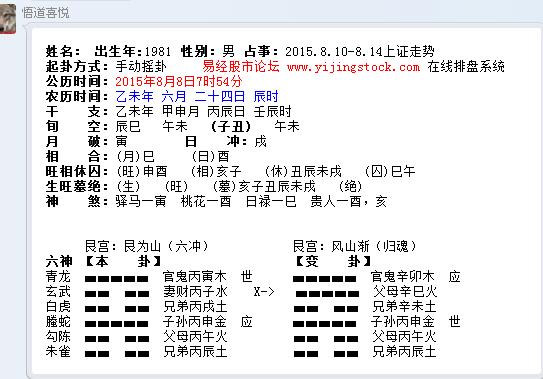 悟道喜悦
姓名： 出生年:1981 性别：男 占事：2015.8.10-8.14上证走势
起卦方式：手动摇卦 易经股市论坛 www.yijingstock.com 在线排盘系统
公历时间：2015年8月8日7时54分
农历时间：乙未年 六月 二十四日 辰时
干 支：乙未年 甲申月 丙辰日 壬辰时
旬 空：辰巳 午未 (子丑) 午未
月 破：寅 日 冲：戌
相 合：(月)巳 (日)酉
旺相休囚：(旺)申酉 (相)亥子 (休)丑辰未戌 (囚)巳午
生旺墓绝：(生) (旺) (墓)亥子丑辰未戌 (绝)
神 煞：驿马—寅 桃花—酉 日禄—巳 贵人—酉，亥
艮宫：艮为山（六冲） 艮宫：风山渐（归魂）
六神 【本 卦】 【变 卦】
青龙 官鬼丙寅木 世 官鬼辛卯木 应
玄武 妻财丙子水 X-> 父母辛巳火
白虎 兄弟丙戌土 兄弟辛未土
螣蛇 子孙丙申金 应 子孙丙申金 世
勾陈 父母丙午火 父母丙午火
朱雀 兄弟丙辰土 兄弟丙辰土